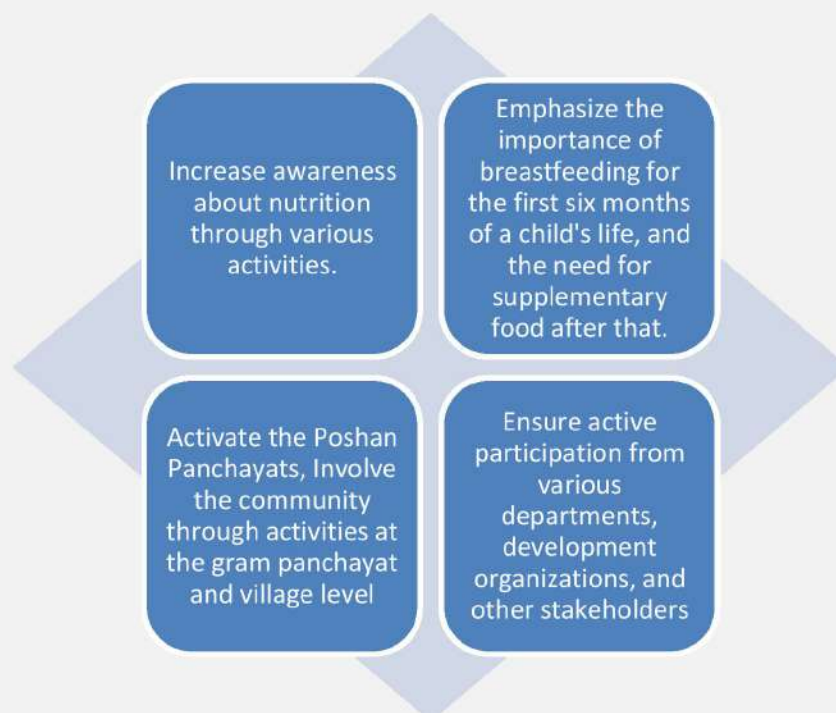 Increase awareness
about nutrition
through various
activities.
Emphasize the
importance of
breastfeeding for
the first six months
of a child's life, and
the need for
supplementary
food after that.
Activate the Poshan
Panchayats, Involve
the community
through activities at
the gram panchayat
and village level
Ensure active
participation from
various
departments,
development
organizations, and
other stakeholders